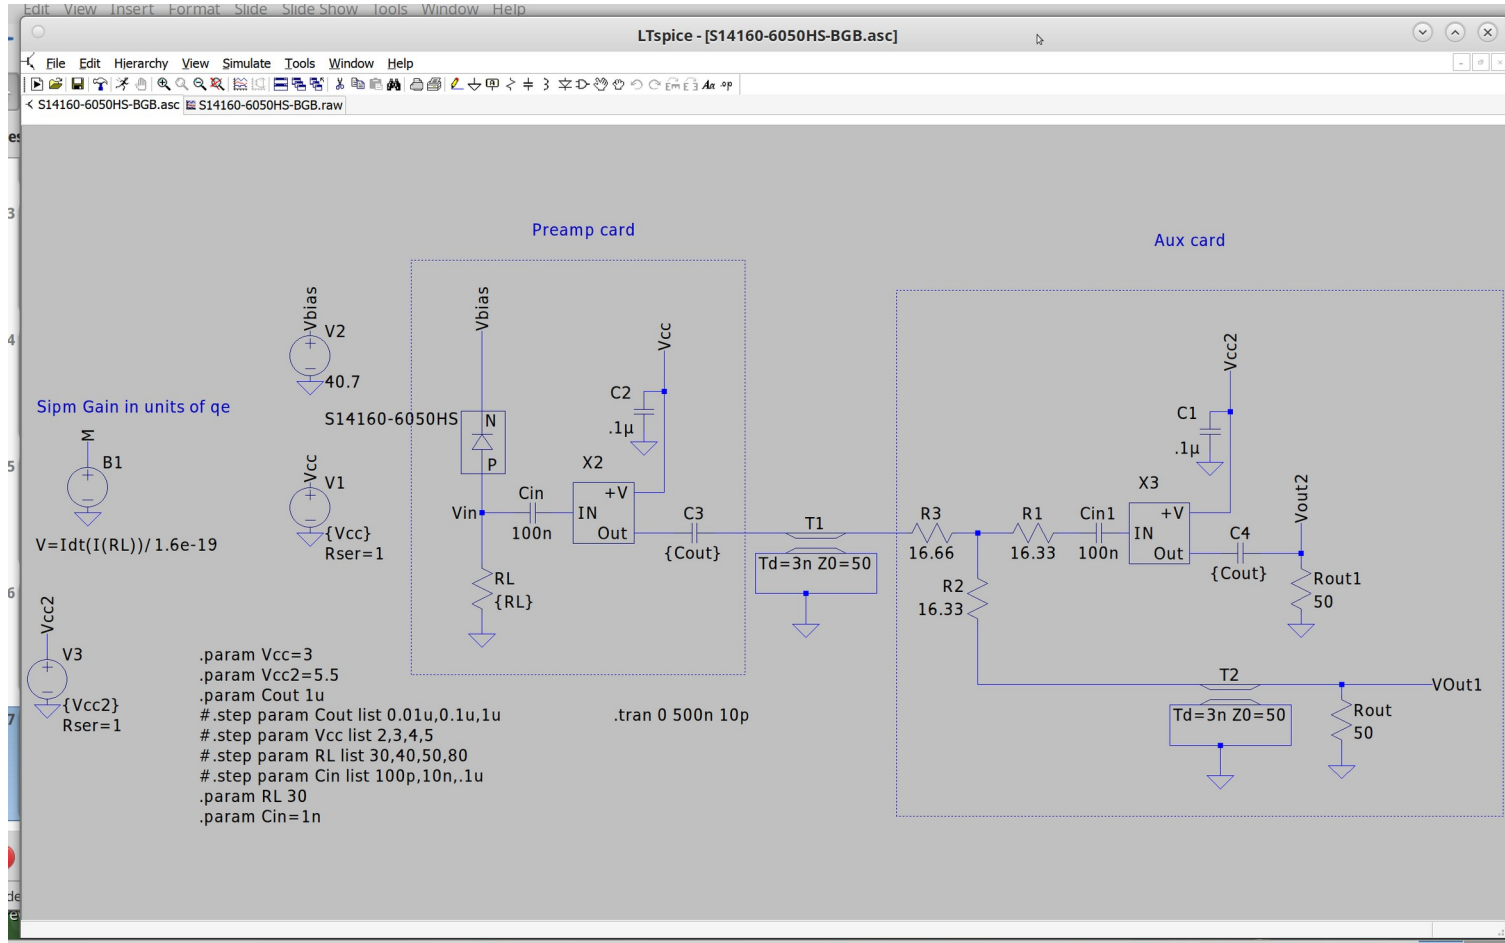 Edit View Insert Format Slide Slide Show Tools Window Help
LTspice - [S14160-6050HS-BGB.asc]
File Edit Hierarchy View Simulate Tools Window Help
S14160-6050HS-BGB.asc S14160-6050HS-BGB.raw
3
4
5
6
7
Preamp card
Aux card
Vbias
V2
40.7
Vbias
S14160-6050HS
N
P
Vcc
C2
.1µ
Sipm Gain in units of qe
M
B1
V=Idt(I(RL))/1.6e-19
Vcc
V1
{Vcc}
Rser=1
Vin
Cin
100n
X2
+V
IN
Out
C3
{Cout}
RL
{RL}
T1
Td=3n Z0=50
R3
16.66
R1
16.33
R2
16.33
Cin1
100n
X3
+V
IN
Out
Vcc2
C1
.1µ
C4
{Cout}
Vout2
Rout1
50
T2
Td=3n Z0=50
VOut1
Rout
50
Vcc2
V3
{Vcc2}
Rser=1
.param Vcc=3
.param Vcc2=5.5
.param Cout 1u
#.step param Cout list 0.01u,0.1u,1u
#.step param Vcc list 2,3,4,5
#.step param RL list 30,40,50,80
#.step param Cin list 100p,10n,.1u
.param RL 30
.param Cin=1n
.tran 0 500n 10p